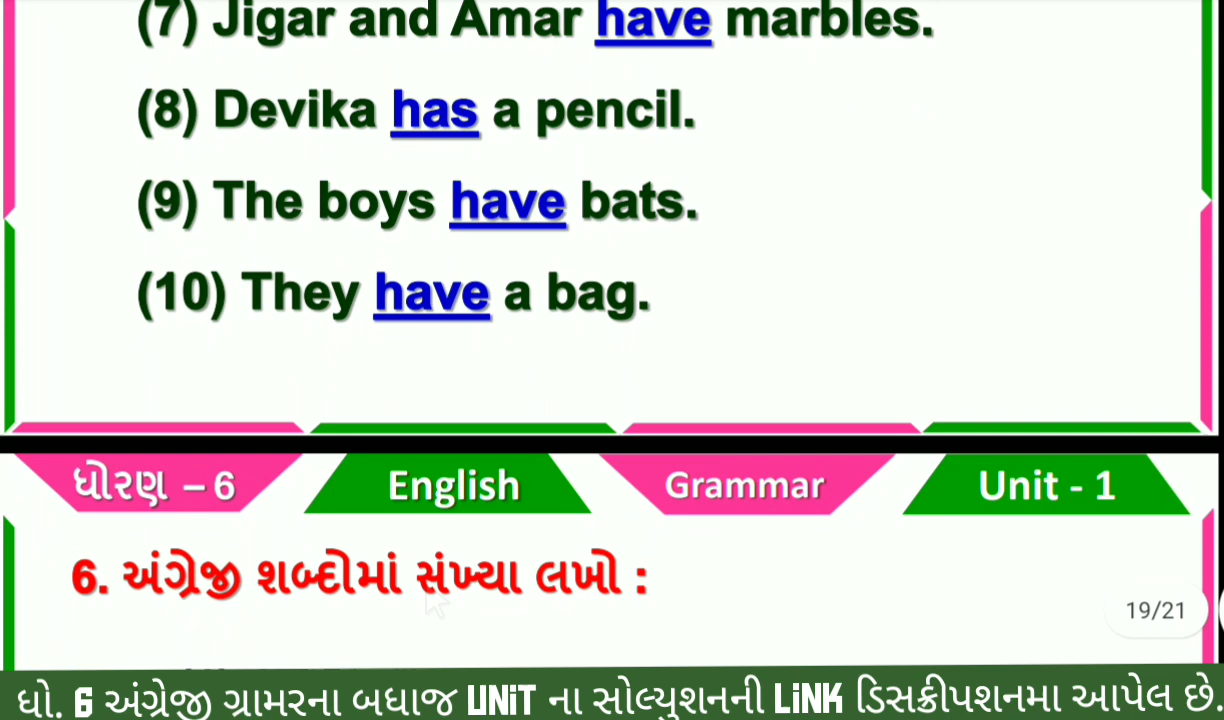 (7) Jigar and Amar have marbles.
(8) Devika has a pencil.
(9) The boys have bats.
(10) They have a bag.
ધોરણ – 6 English Grammar Unit - 1
6. અંગ્રેજી શબ્દોમાં સંખ્યા લખો :
19/21
ધો. 6 અંગ્રેજી ગ્રામરના બધાજ UNiT ના સોલ્યુશનની LiNK ડિસક્રીપશનમા આપેલ છે.